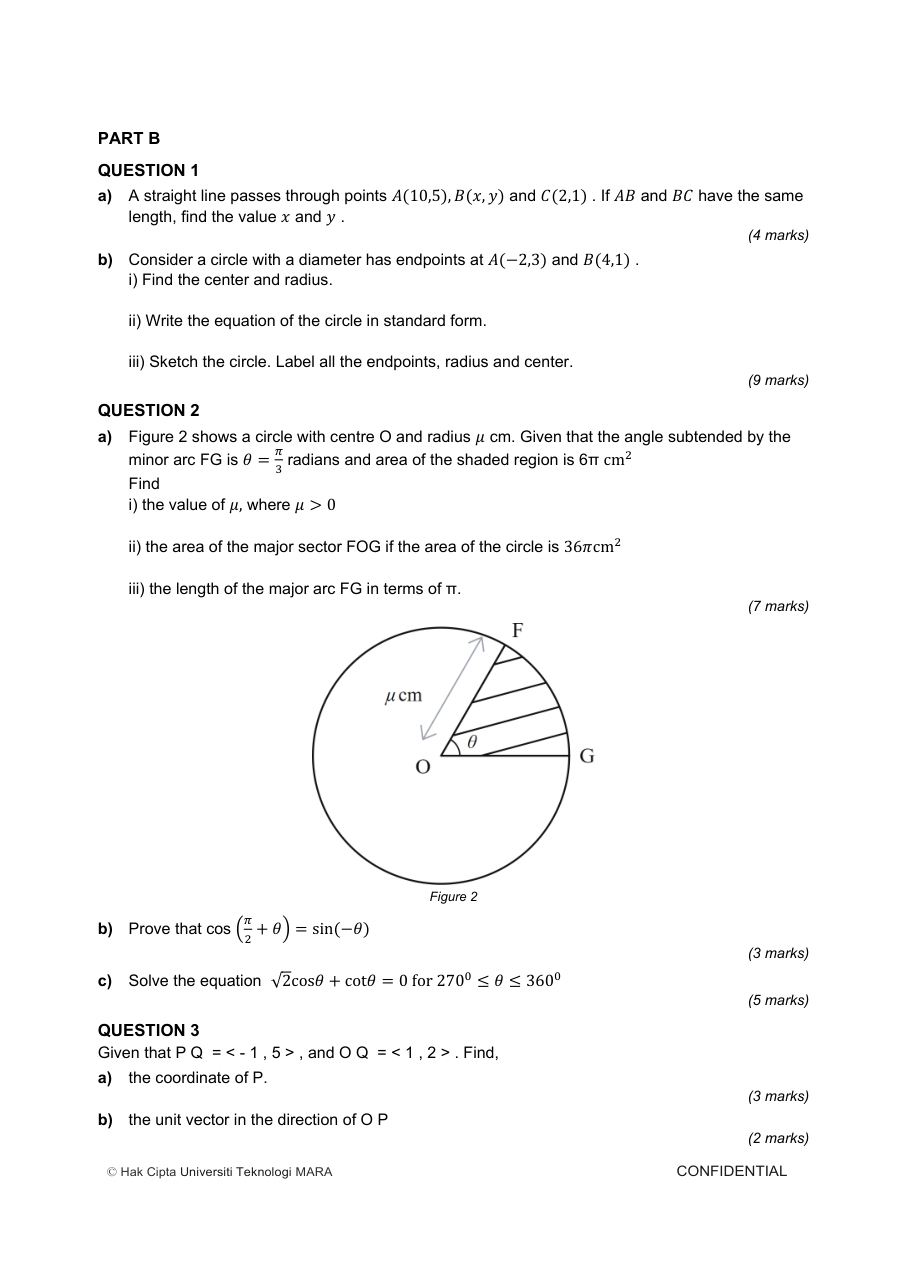 PART B
QUESTION 1
a) A straight line passes through points A(10,5), B(x, y) and C(2,1) . If AB and BC have the same
length, find the value x and y .
(4 marks)
b) Consider a circle with a diameter has endpoints at A(−2,3) and B(4,1) .
i) Find the center and radius.
ii) Write the equation of the circle in standard form.
iii) Sketch the circle. Label all the endpoints, radius and center.
(9 marks)
QUESTION 2
a) Figure 2 shows a circle with centre O and radius μ cm. Given that the angle subtended by the
minor arc FG is θ = π/3 radians and area of the shaded region is 6π cm²
Find
i) the value of μ, where μ > 0
ii) the area of the major sector FOG if the area of the circle is 36πcm²
iii) the length of the major arc FG in terms of π.
(7 marks)
F
μ cm
θ
O
G
Figure 2
b) Prove that cos (π/2 + θ) = sin(−θ)
(3 marks)
c) Solve the equation √2cosθ + cotθ = 0 for 270⁰ ≤ θ ≤ 360⁰
(5 marks)
QUESTION 3
Given that P Q = < - 1 , 5 > , and O Q = < 1 , 2 > . Find,
a) the coordinate of P.
(3 marks)
b) the unit vector in the direction of O P
(2 marks)
© Hak Cipta Universiti Teknologi MARA CONFIDENTIAL